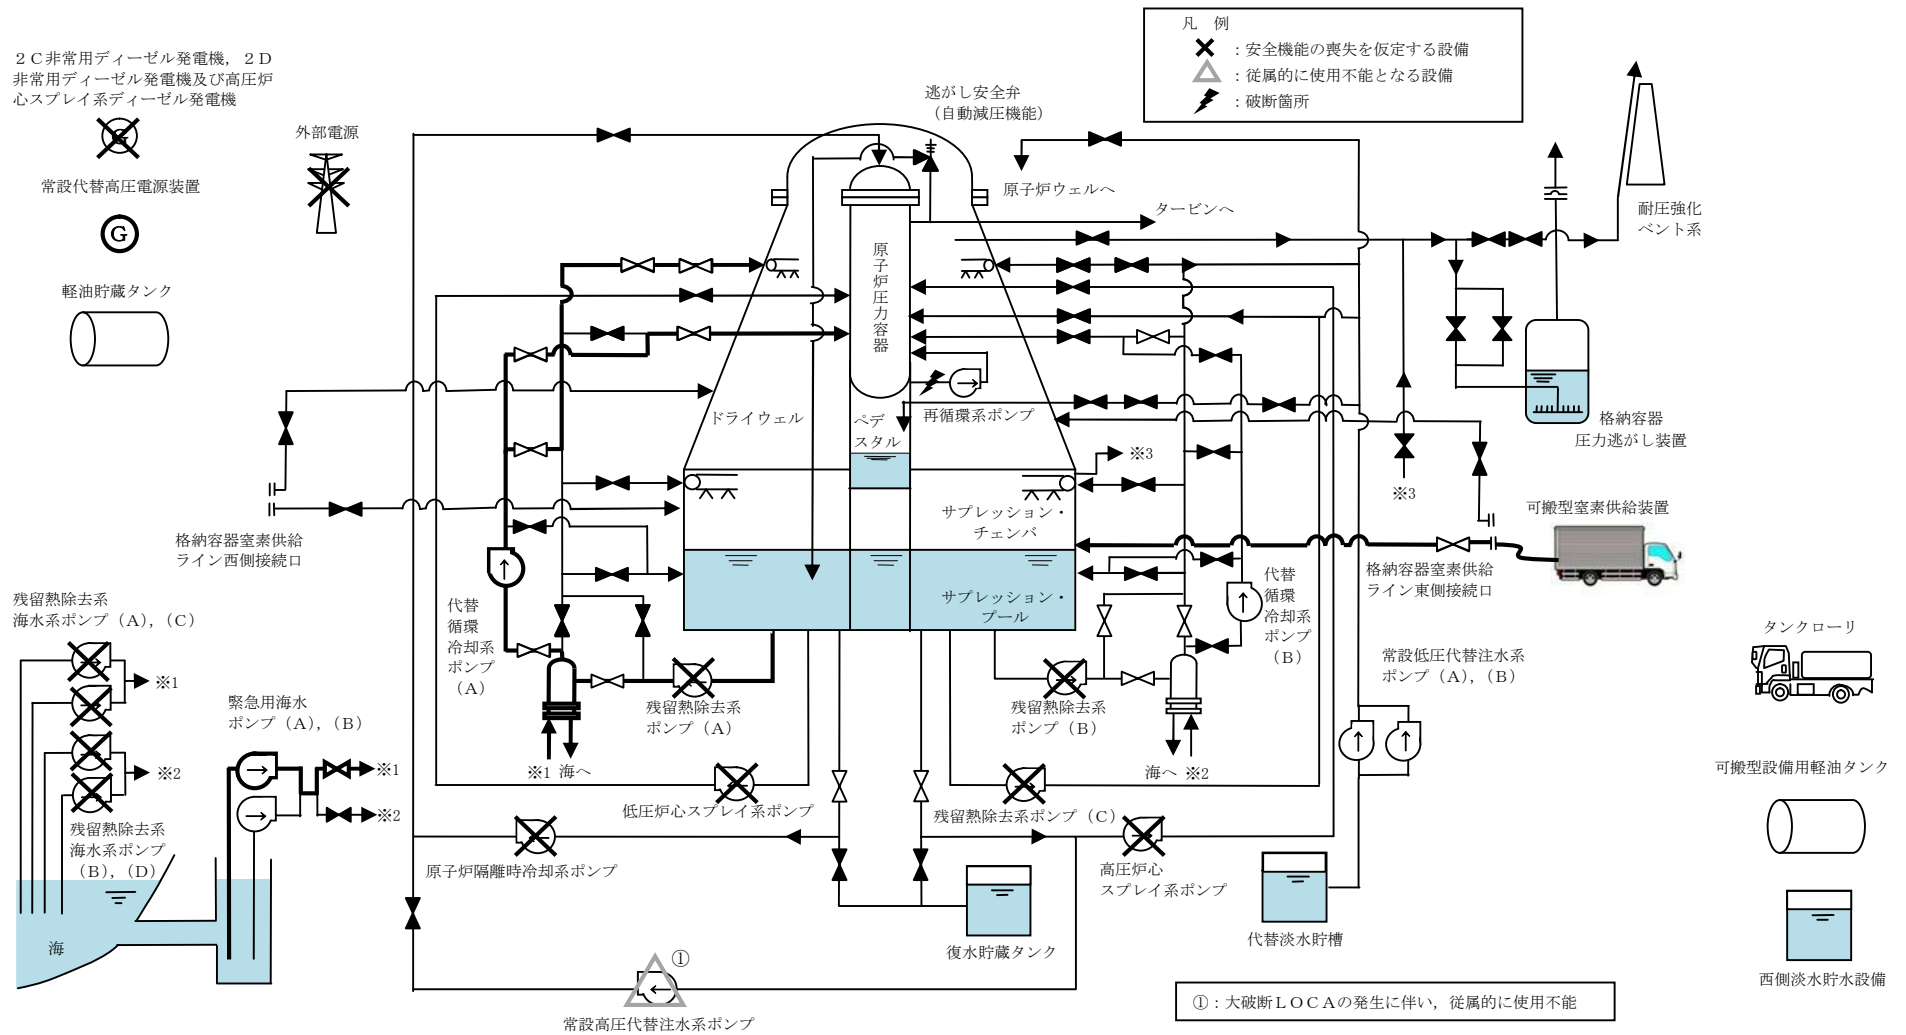 凡　例
：安全機能の喪失を仮定する設備
：従属的に使用不能となる設備
：破断箇所
２Ｃ非常用ディーゼル発電機，２Ｄ
非常用ディーゼル発電機及び高圧炉
心スプレイ系ディーゼル発電機
G
外部電源
常設代替高圧電源装置
G
軽油貯蔵タンク
逃がし安全弁
（自動減圧機能）
原子炉ウェルへ
タービンへ
耐圧強化
ベント系
原子炉圧力容器
ドライウェル
ペデ
スタル
再循環系ポンプ
格納容器
圧力逃がし装置
※3
※3
サプレッション・
チェンバ
サプレッション・
プール
可搬型窒素供給装置
格納容器窒素供給
ライン西側接続口
格納容器窒素供給
ライン東側接続口
代替
循環
冷却系
ポンプ
（Ａ）
代替
循環
冷却系
ポンプ
（Ｂ）
残留熱除去系
海水系ポンプ（Ａ），（Ｃ）
※1
※2
残留熱除去系
海水系ポンプ
（Ｂ），（Ｄ）
緊急用海水
ポンプ（Ａ），（Ｂ）
※1
※2
海
残留熱除去系
ポンプ（Ａ）
※1 海へ
残留熱除去系
ポンプ（Ｂ）
海へ ※2
常設低圧代替注水系
ポンプ（Ａ），（Ｂ）
タンクローリ
可搬型設備用軽油タンク
低圧炉心スプレイ系ポンプ
残留熱除去系ポンプ（Ｃ）
原子炉隔離時冷却系ポンプ
高圧炉心
スプレイ系ポンプ
復水貯蔵タンク
代替淡水貯槽
西側淡水貯水設備
①
常設高圧代替注水系ポンプ
①：大破断ＬＯＣＡの発生に伴い，従属的に使用不能